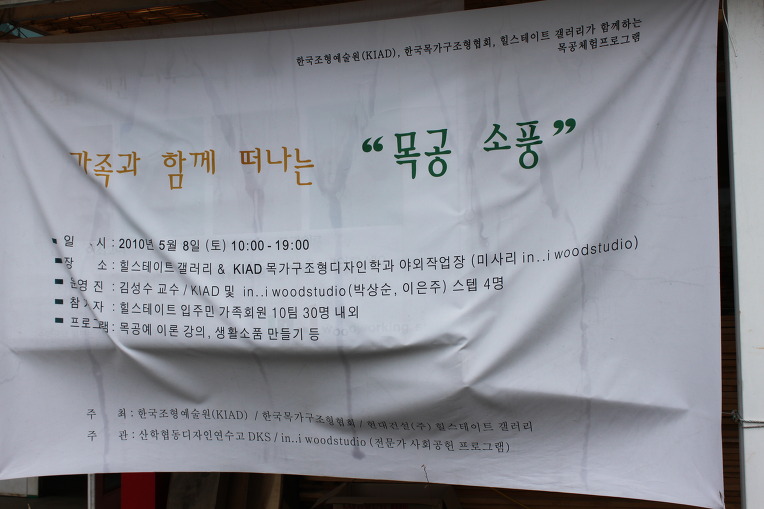 한국조형예술원(KIAD), 한국목가구조형협회, 힐스테이트 갤러리가 함께하는
목공체험프로그램
가족과 함께 떠나는 “목공 소풍”
■ 일 시 : 2010년 5월 8일 (토) 10:00 - 19:00
■ 장 소 : 힐스테이트갤러리 & KIAD 목가구조형디자인학과 야외작업장 (미사리 in..i woodstudio)
■ 운영진 : 김성수 교수 / KIAD 및 in..i woodstudio(박상순, 이은주) 스텝 4명
■ 참가자 : 힐스테이트 입주민 가족회원 10팀 30명 내외
■ 프로그램: 목공예 이론 강의, 생활소품 만들기 등
주 최 : 한국조형예술원(KIAD) / 한국목가구조형협회 / 현대건설(주) 힐스테이트 갤러리
주 관 : 산학협동디자인연수고 DKS / in..i woodstudio (전문가 사회공헌 프로그램)